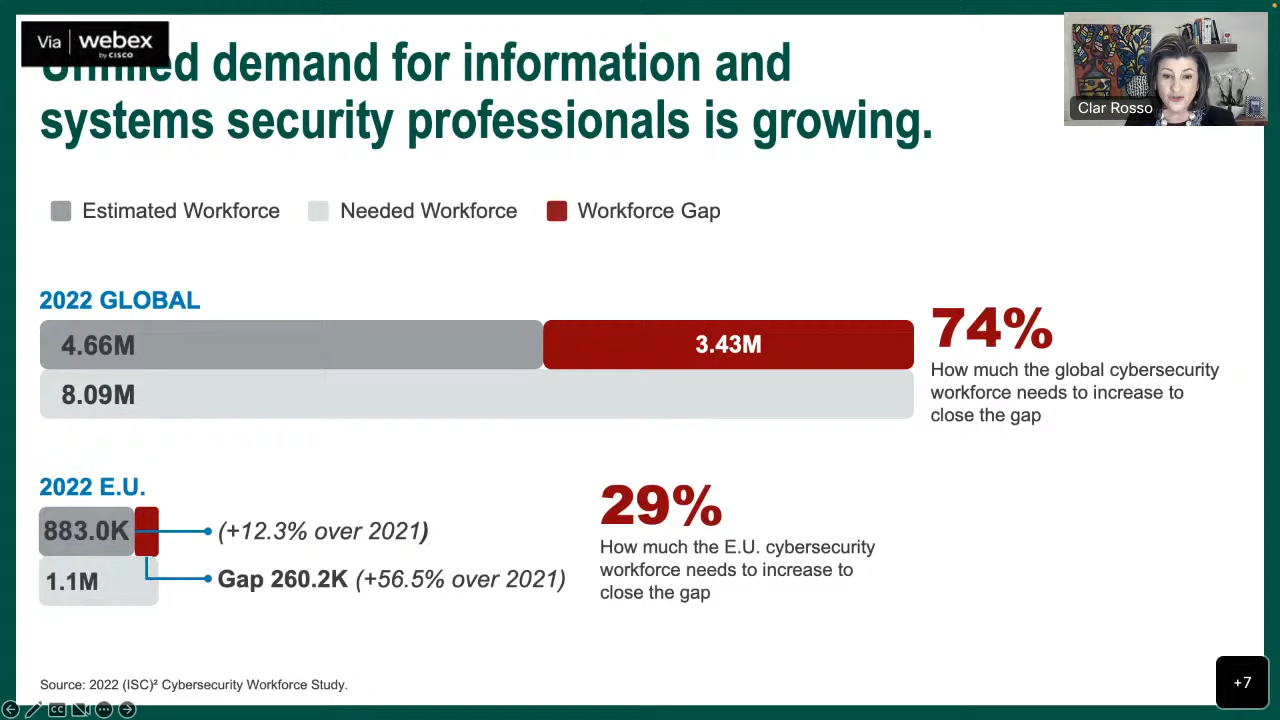 Via webex
by CISCO
Unfilled demand for information and
systems security professionals is growing.
Clar Rosso
Estimated Workforce Needed Workforce Workforce Gap
2022 GLOBAL
4.66M 3.43M
8.09M
74%
How much the global cybersecurity
workforce needs to increase to
close the gap
2022 E.U.
883.0K (+12.3% over 2021)
1.1M Gap 260.2K (+56.5% over 2021)
29%
How much the E.U. cybersecurity
workforce needs to increase to
close the gap
Source: 2022 (ISC)² Cybersecurity Workforce Study.
CC
+7